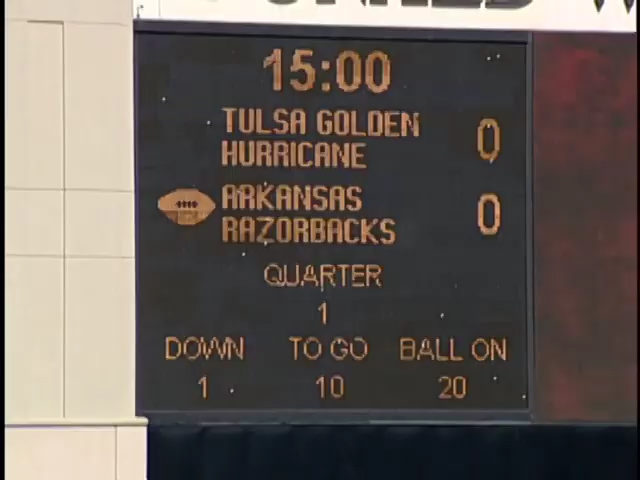 15:00
TULSA GOLDEN 0
HURRICANE
ARKANSAS 0
RAZORBACKS
QUARTER
1
DOWN TO GO BALL ON
1 10 20